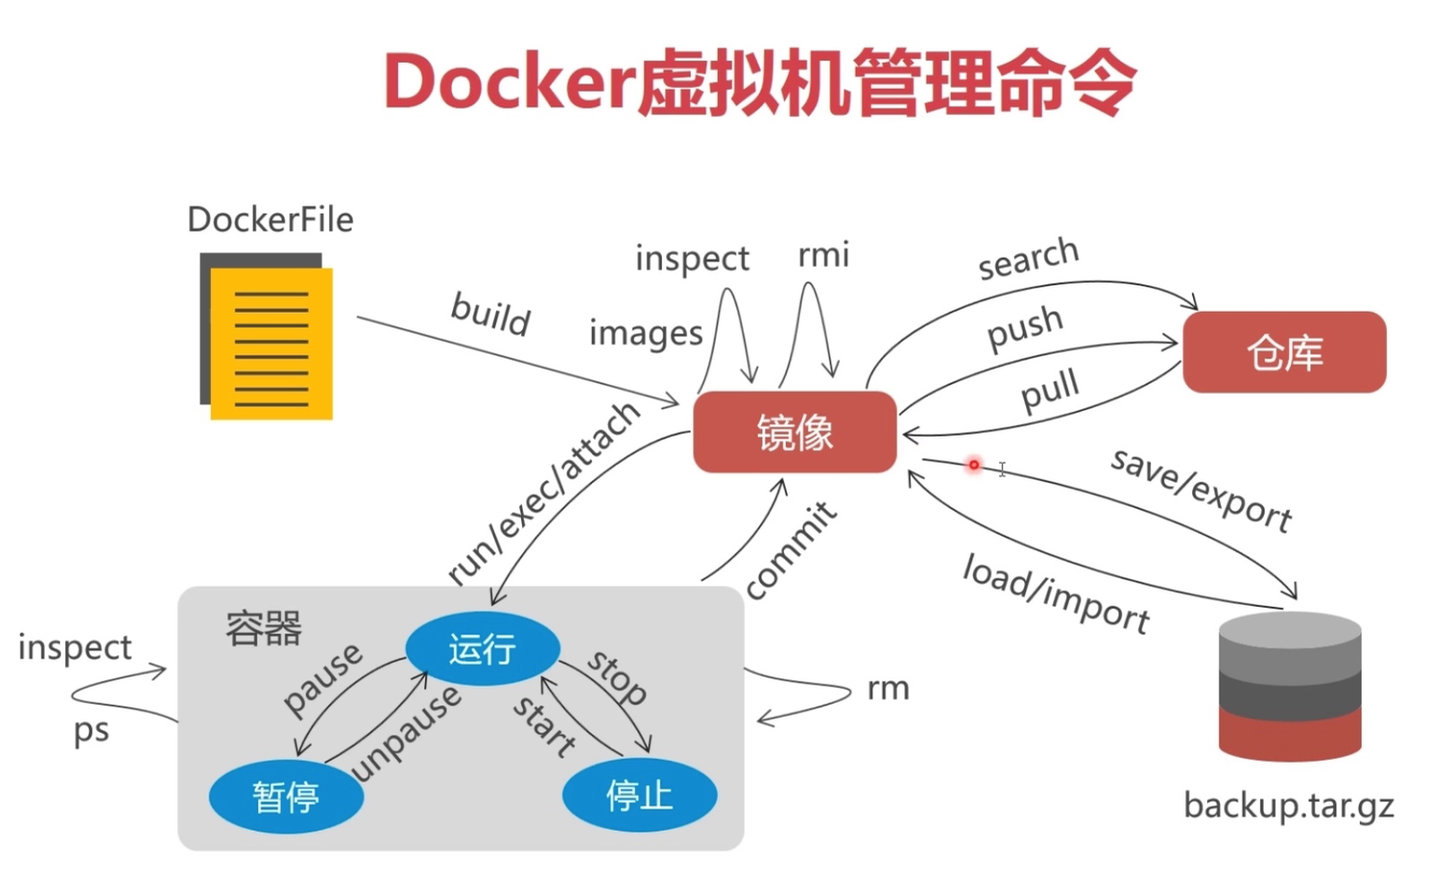 Docker虚拟机管理命令
DockerFile
build
inspect
images
rmi
search
push
pull
仓库
镜像
run/exec/attach
commit
save/export
load/import
backup.tar.gz
容器
运行
pause
unpause
stop
start
暂停
停止
inspect
ps
rm